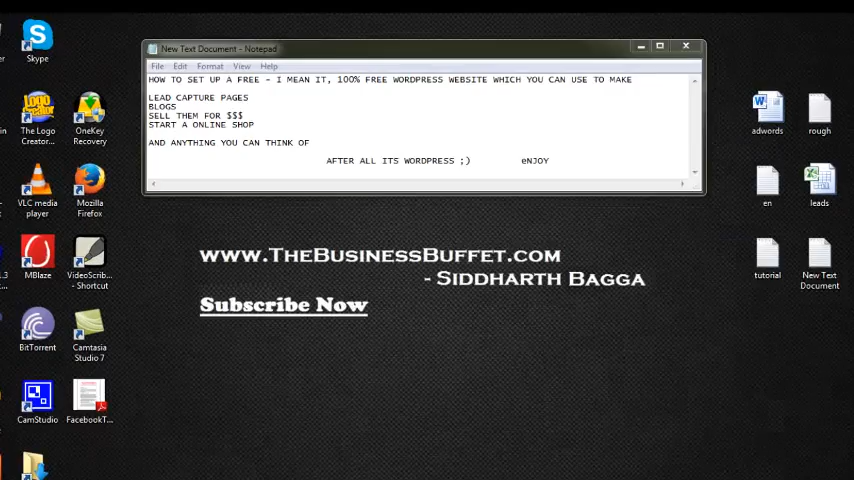 Skype
New Text Document - Notepad
File Edit Format View Help
HOW TO SET UP A FREE - I MEAN IT, 100% FREE WORDPRESS WEBSITE WHICH YOU CAN USE TO MAKE
LEAD CAPTURE PAGES
BLOGS
SELL THEM FOR $$$
START A ONLINE SHOP
AND ANYTHING YOU CAN THINK OF
AFTER ALL ITS WORDPRESS ;) eNJOY
The Logo Creator...
OneKey Recovery
adwords
rough
VLC media player
Mozilla Firefox
en
leads
www.TheBusinessBuffet.com
- Siddharth Bagga
Subscribe Now
MBlaze
VideoScrib... - Shortcut
tutorial
New Text Document
BitTorrent
Camtasia Studio 7
CamStudio
FacebookT...